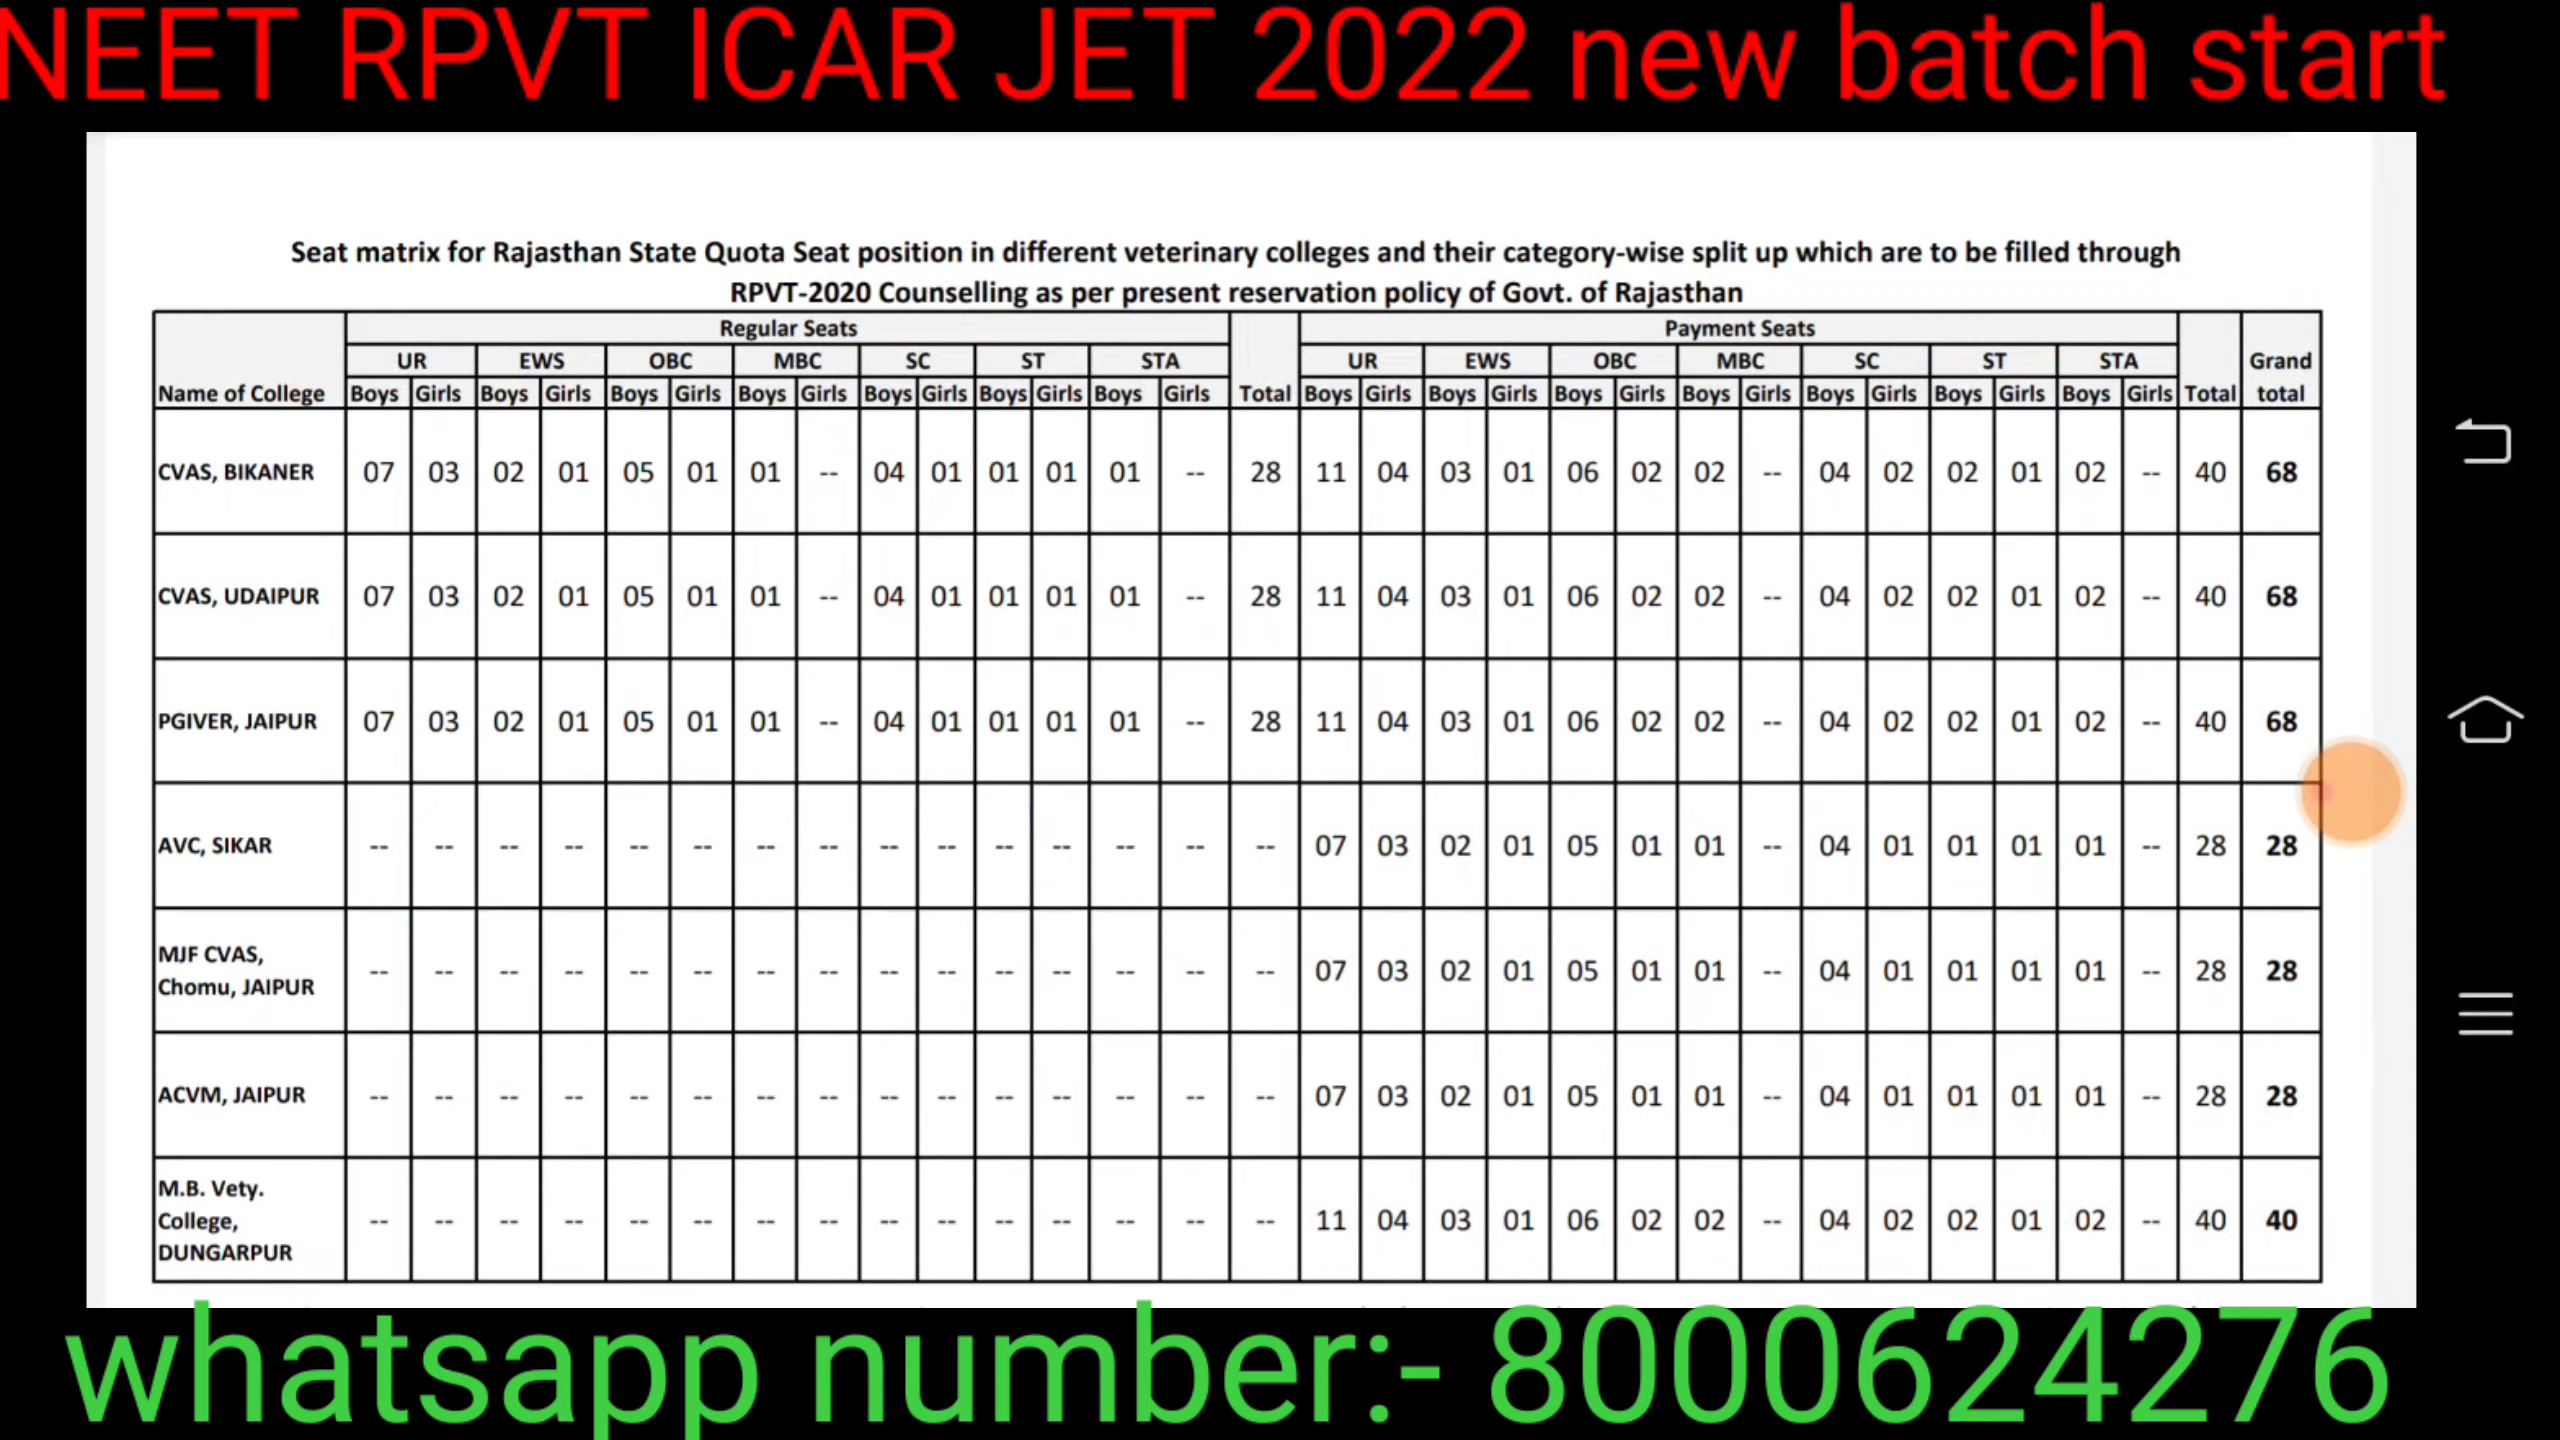 NEET RPVT ICAR JET 2022 new batch start
Seat matrix for Rajasthan State Quota Seat position in different veterinary colleges and their category-wise split up which are to be filled through
RPVT-2020 Counselling as per present reservation policy of Govt. of Rajasthan
Regular Seats Payment Seats
UR EWS OBC MBC SC ST STA UR EWS OBC MBC SC ST STA Grand
Name of College Boys Girls Boys Girls Boys Girls Boys Girls Boys Girls Boys Girls Boys Girls Total Boys Girls Boys Girls Boys Girls Boys Girls Boys Girls Boys Girls Boys Girls Total total
CVAS, BIKANER 07 03 02 01 05 01 01 -- 04 01 01 01 01 -- 28 11 04 03 01 06 02 02 -- 04 02 02 01 02 -- 40 68
CVAS, UDAIPUR 07 03 02 01 05 01 01 -- 04 01 01 01 01 -- 28 11 04 03 01 06 02 02 -- 04 02 02 01 02 -- 40 68
PGIVER, JAIPUR 07 03 02 01 05 01 01 -- 04 01 01 01 01 -- 28 11 04 03 01 06 02 02 -- 04 02 02 01 02 -- 40 68
AVC, SIKAR -- -- -- -- -- -- -- -- -- -- -- -- -- -- -- 07 03 02 01 05 01 01 -- 04 01 01 01 01 -- 28 28
MJF CVAS,
Chomu, JAIPUR -- -- -- -- -- -- -- -- -- -- -- -- -- -- -- 07 03 02 01 05 01 01 -- 04 01 01 01 01 -- 28 28
ACVM, JAIPUR -- -- -- -- -- -- -- -- -- -- -- -- -- -- -- 07 03 02 01 05 01 01 -- 04 01 01 01 01 -- 28 28
M.B. Vety.
College, -- -- -- -- -- -- -- -- -- -- -- -- -- -- -- 11 04 03 01 06 02 02 -- 04 02 02 01 02 -- 40 40
DUNGARPUR
whatsapp number:- 8000624276